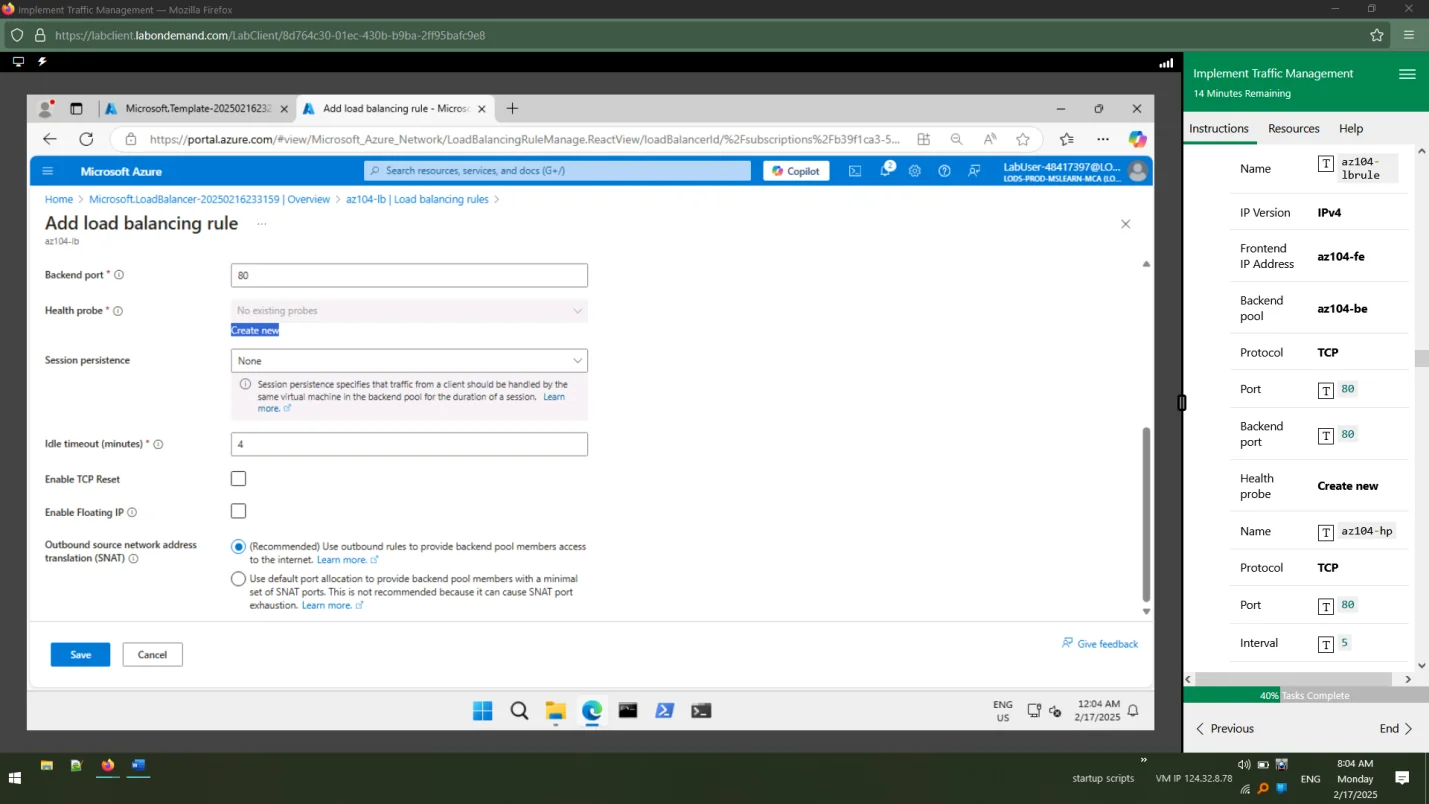 Implement Traffic Management — Mozilla Firefox
https://labclient.labondemand.com/LabClient/8d764c30-01ec-430b-b9ba-2ff95bafc9e8
Microsoft.Template-2025021623
Add load balancing rule - Micros
https://portal.azure.com/#view/Microsoft_Azure_Network/LoadBalancingRuleManage.ReactView/loadBalancerId/%2Fsubscriptions%2Fb39f1ca3-5...
Microsoft Azure
Search resources, services, and docs (G+/)
Copilot
2
LabUser-48417397@LO...
LODS-PROD-MSLEARN-MCA (LO...
Home > Microsoft.LoadBalancer-20250216233159 | Overview > az104-lb | Load balancing rules >
Add load balancing rule ...
az104-lb
Backend port *
80
Health probe *
No existing probes
Create new
Session persistence
None
Session persistence specifies that traffic from a client should be handled by the
same virtual machine in the backend pool for the duration of a session. Learn
more.
Idle timeout (minutes) *
4
Enable TCP Reset
Enable Floating IP
Outbound source network address
translation (SNAT)
(Recommended) Use outbound rules to provide backend pool members access
to the internet. Learn more.
Use default port allocation to provide backend pool members with a minimal
set of SNAT ports. This is not recommended because it can cause SNAT port
exhaustion. Learn more.
Save
Cancel
Give feedback
ENG
US
12:04 AM
2/17/2025
Implement Traffic Management
14 Minutes Remaining
Instructions
Resources
Help
Name
T
az104-
lbrule
IP Version
IPv4
Frontend
IP Address
az104-fe
Backend
pool
az104-be
Protocol
TCP
Port
T
80
Backend
port
T
80
Health
probe
Create new
Name
T
az104-hp
Protocol
TCP
Port
T
80
Interval
T
5
40% Tasks Complete
Previous
End
startup scripts
VM IP 124.32.8.78
ENG
8:04 AM
Monday
2/17/2025